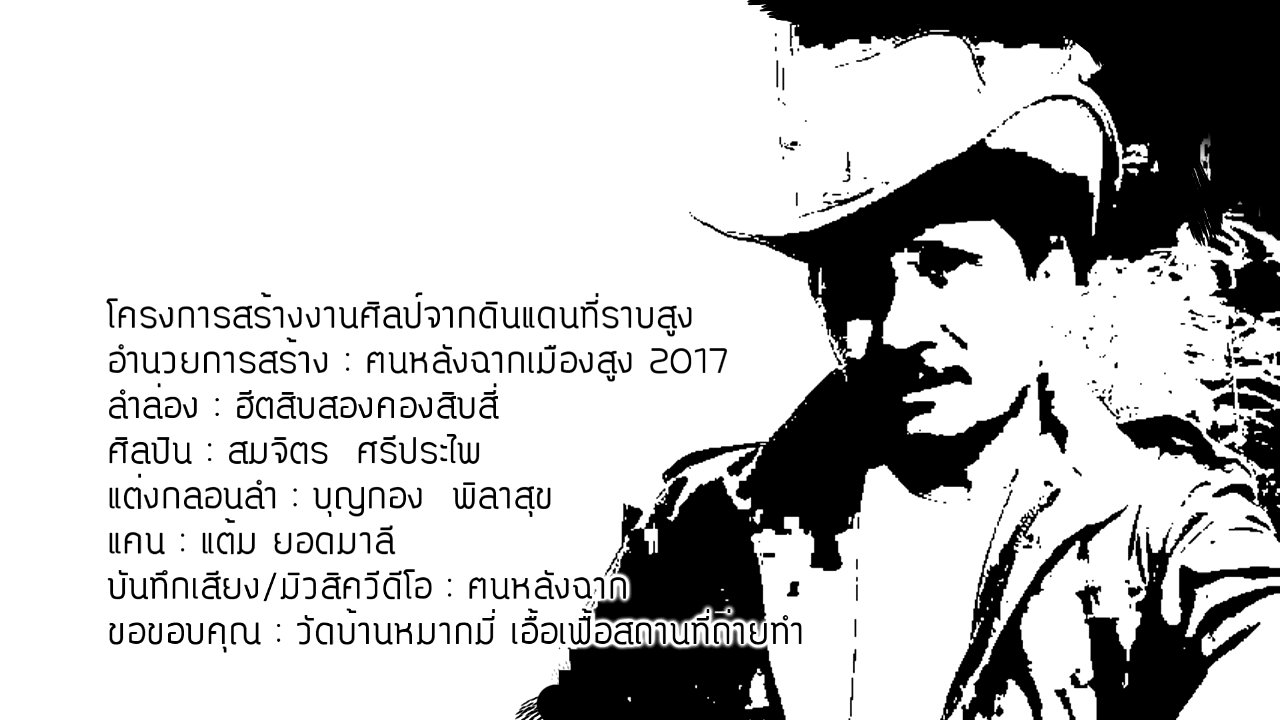 โครงการสร้างงานศิลป์จากดินแดนที่ราบสูง
อำนวยการสร้าง : ฅนหลังฉากเมืองสูง 2017
ลำล่อง : ฮีตสิบสองคองสิบสี่
ศิลปิน : สมจิตร ศรีประไพ
แต่งกลอนลำ : บุญกอง พิลาสุข
แคน : แต้ม ยอดมาลี
บันทึกเสียง/มิวสิควีดีโอ : ฅนหลังฉาก
ขอขอบคุณ : วัดบ้านหมากมี่ เอื้อเฟื้อสถานที่ถ่ายทำ